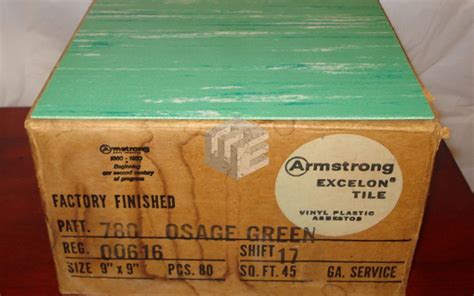 Armstrong
1860-1960
Beginning
our second century
of progress
Armstrong
EXCELON®
TILE
VINYL PLASTIC
ASBESTOS
FACTORY FINISHED
PATT. 780 OSAGE GREEN
REG. 00616 SHIFT 17
SIZE 9" x 9" PCS. 80 SQ. FT. 45 GA. SERVICE